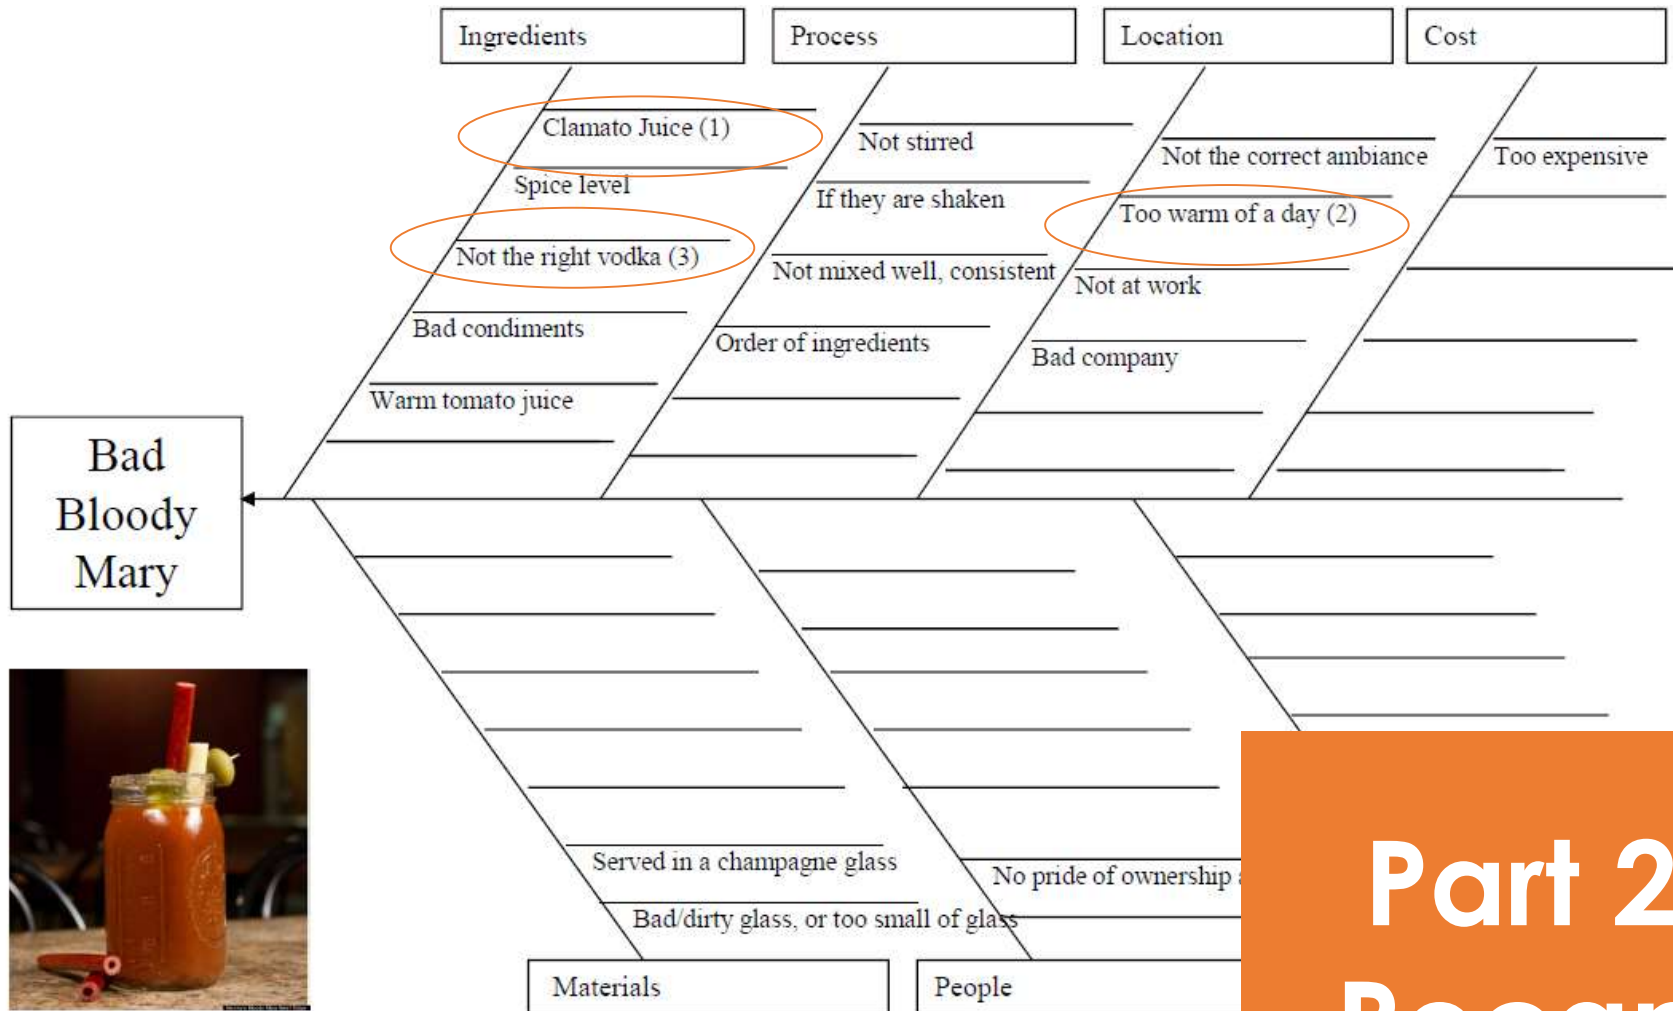 Ingredients
Process
Location
Cost
Clamato Juice (1)
Spice level
Not the right vodka (3)
Bad condiments
Warm tomato juice
Not stirred
If they are shaken
Not mixed well, consistent
Order of ingredients
Not the correct ambiance
Too warm of a day (2)
Not at work
Bad company
Too expensive
Bad
Bloody
Mary
Served in a champagne glass
Bad/dirty glass, or too small of glass
No pride of ownership
Materials
People
Part 2